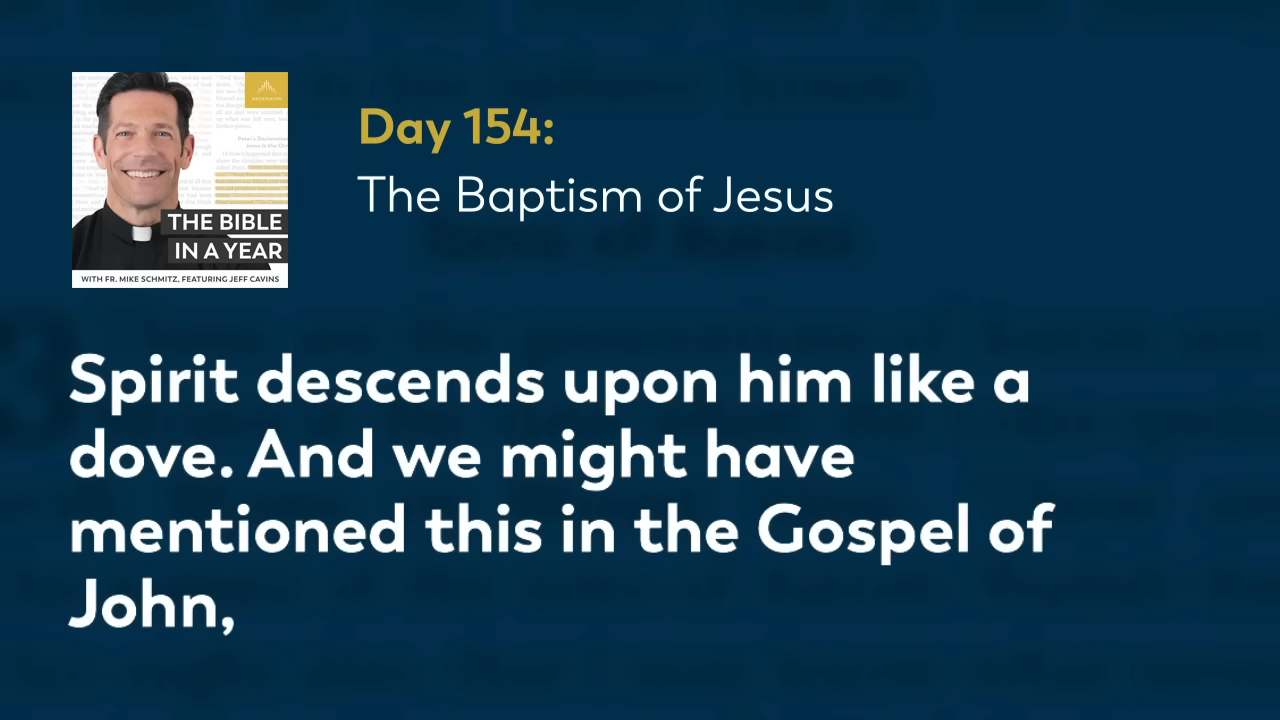 ASCENSION
THE BIBLE
IN A YEAR
WITH FR. MIKE SCHMITZ, FEATURING JEFF CAVINS
Day 154:
The Baptism of Jesus
Spirit descends upon him like a
dove. And we might have
mentioned this in the Gospel of
John,